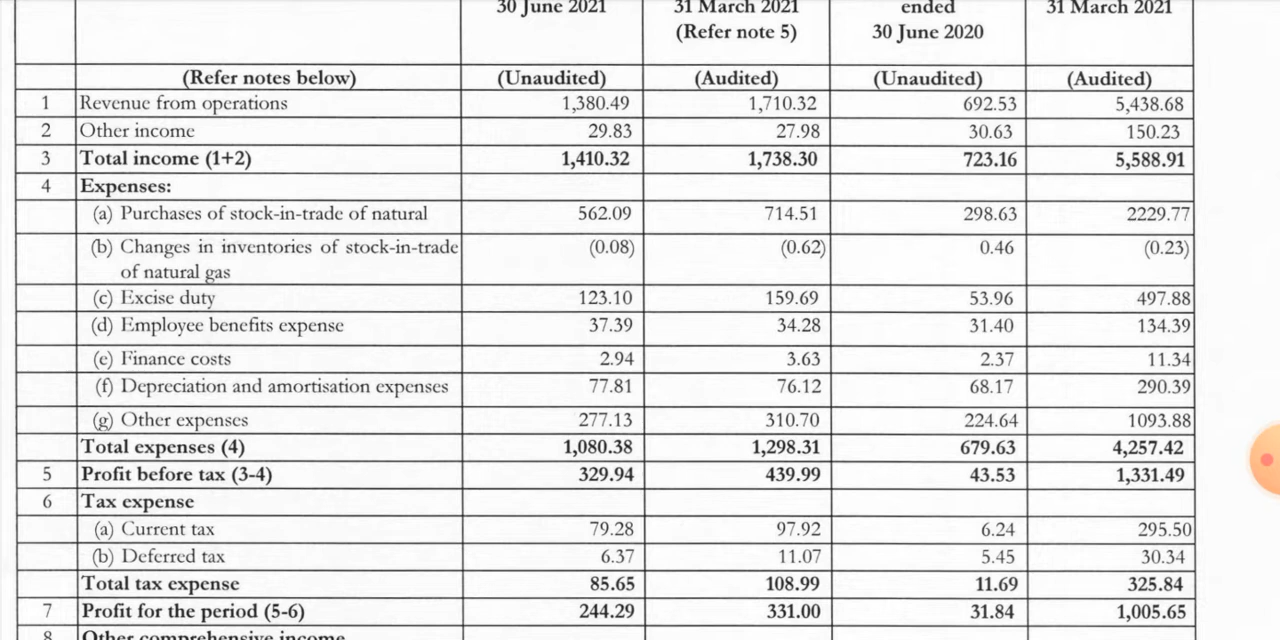 30 June 2021 31 March 2021 ended 31 March 2021
(Refer note 5) 30 June 2020
(Refer notes below) (Unaudited) (Audited) (Unaudited) (Audited)
1 Revenue from operations 1,380.49 1,710.32 692.53 5,438.68
2 Other income 29.83 27.98 30.63 150.23
3 Total income (1+2) 1,410.32 1,738.30 723.16 5,588.91
4 Expenses:
(a) Purchases of stock-in-trade of natural 562.09 714.51 298.63 2229.77
(b) Changes in inventories of stock-in-trade (0.08) (0.62) 0.46 (0.23)
of natural gas
(c) Excise duty 123.10 159.69 53.96 497.88
(d) Employee benefits expense 37.39 34.28 31.40 134.39
(e) Finance costs 2.94 3.63 2.37 11.34
(f) Depreciation and amortisation expenses 77.81 76.12 68.17 290.39
(g) Other expenses 277.13 310.70 224.64 1093.88
Total expenses (4) 1,080.38 1,298.31 679.63 4,257.42
5 Profit before tax (3-4) 329.94 439.99 43.53 1,331.49
6 Tax expense
(a) Current tax 79.28 97.92 6.24 295.50
(b) Deferred tax 6.37 11.07 5.45 30.34
Total tax expense 85.65 108.99 11.69 325.84
7 Profit for the period (5-6) 244.29 331.00 31.84 1,005.65
8 Other comprehensive income